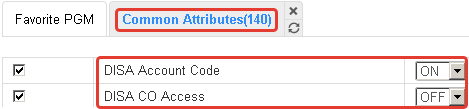 Favorite PGM
Common Attributes(140)
DISA Account Code ON
DISA CO Access OFF